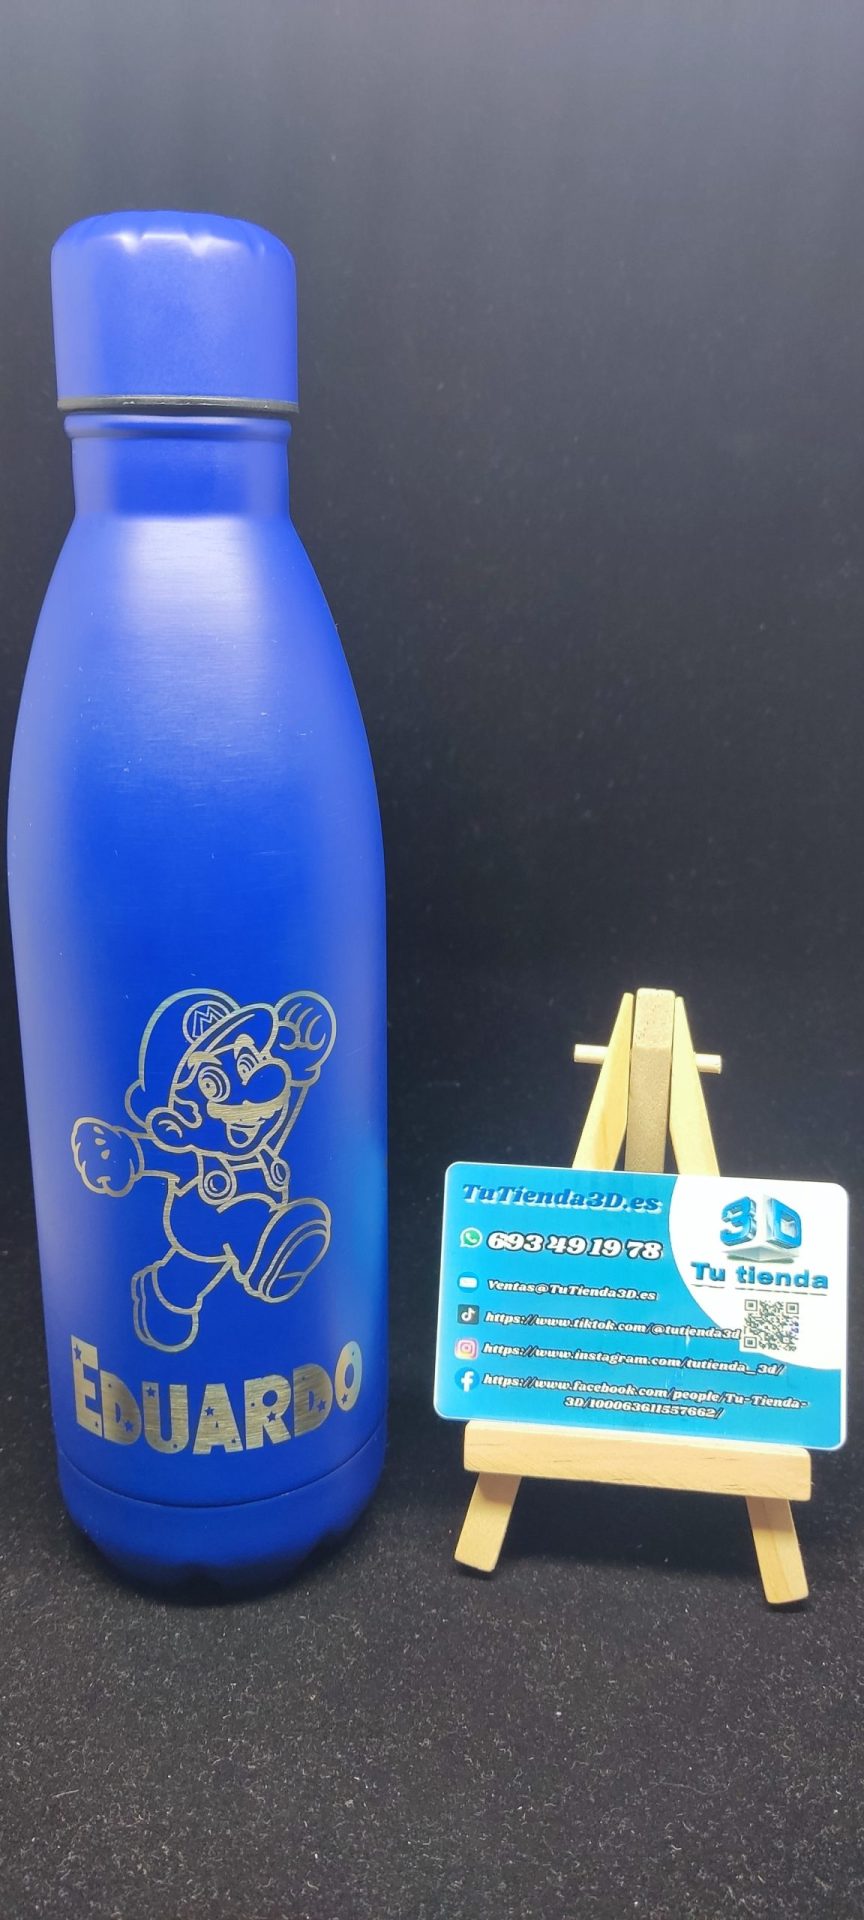 M
EDUARDO
TuTienda3D.es
693 49 19 78
Ventas@TuTienda3D.es
https://www.tiktok.com/@tutienda3d
https://www.instagram.com/tutienda_3d/
https://www.facebook.com/people/Tu-Tienda-
3D/100063611557662/
3D
Tu tienda